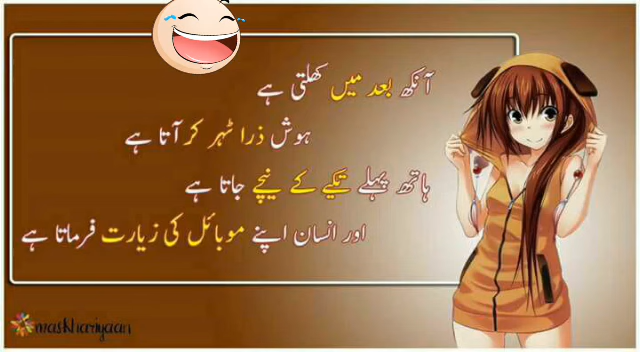 آنکھ بعد میں کھلتی ہے
ہوش ذرا ٹہر کر آتا ہے
ہاتھ پہلے تکیے کے نیچے جاتا ہے
اور انسان اپنے موبائل کی زیارت فرماتا ہے
masKhariyaan